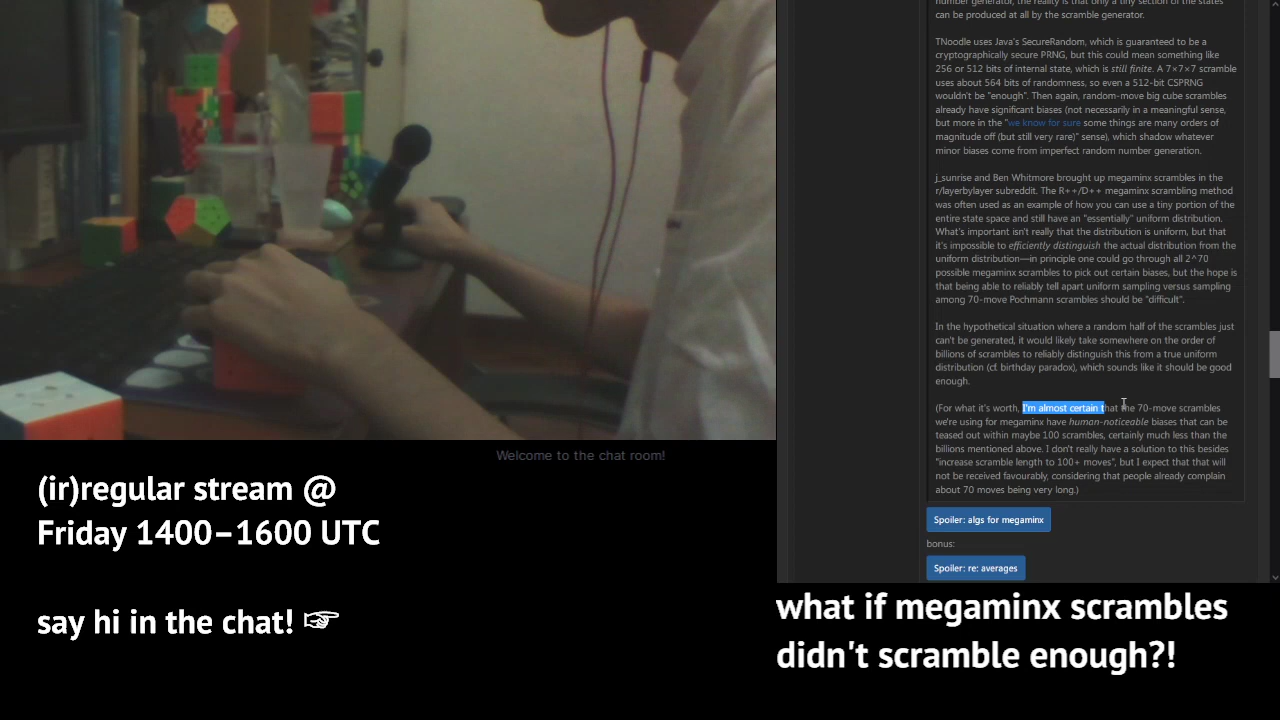 number generator, the reality is that only a tiny section of the states
can be produced at all by the scramble generator.
TNoodle uses Java's SecureRandom, which is guaranteed to be a
cryptographically secure PRNG, but this could mean something like
256 or 512 bits of internal state, which is still finite. A 7×7×7 scramble
uses about 564 bits of randomness, so even a 512-bit CSPRNG
wouldn't be "enough". Then again, random-move big cube scrambles
already have significant biases (not necessarily in a meaningful sense,
but more in the "we know for sure some things are many orders of
magnitude off (but still very rare)" sense), which shadow whatever
minor biases come from imperfect random number generation.
j_sunrise and Ben Whitmore brought up megaminx scrambles in the
r/layerbylayer subreddit. The R++/D++ megaminx scrambling method
was often used as an example of how you can use a tiny portion of the
entire state space and still have an "essentially" uniform distribution.
What's important isn't really that the distribution is uniform, but that
it's impossible to efficiently distinguish the actual distribution from the
uniform distribution—in principle one could go through all 2^70
possible megaminx scrambles to pick out certain biases, but the hope is
that being able to reliably tell apart uniform sampling versus sampling
among 70-move Pochmann scrambles should be "difficult".
In the hypothetical situation where a random half of the scrambles just
can't be generated, it would likely take somewhere on the order of
billions of scrambles to reliably distinguish this from a true uniform
distribution (cf. birthday paradox), which sounds like it should be good
enough.
(For what it's worth, I'm almost certain that the 70-move scrambles
we're using for megaminx have human-noticeable biases that can be
teased out within maybe 100 scrambles, certainly much less than the
billions mentioned above. I don't really have a solution to this besides
"increase scramble length to 100+ moves", but I expect that that will
not be received favourably, considering that people already complain
about 70 moves being very long.)
Spoiler: algs for megaminx
bonus:
Spoiler: re: averages
Welcome to the chat room!
(ir)regular stream @
Friday 1400–1600 UTC
say hi in the chat! ☞
what if megaminx scrambles
didn't scramble enough?!